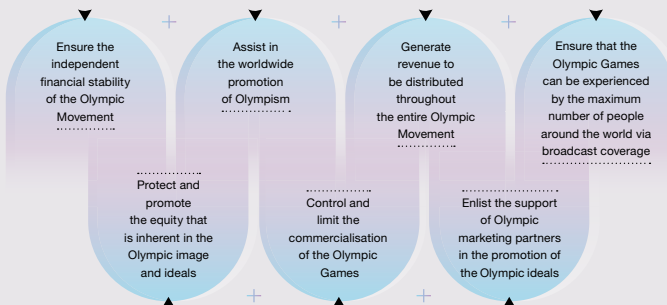 Ensure the
independent
financial stability
of the Olympic
Movement
Assist in
the worldwide
promotion
of Olympism
Generate
revenue to
be distributed
throughout
the entire Olympic
Movement
Ensure that the
Olympic Games
can be experienced
by the maximum
number of people
around the world via
broadcast coverage
Protect and
promote
the equity that
is inherent in the
Olympic image
and ideals
Control and
limit the
commercialisation
of the Olympic
Games
Enlist the support
of Olympic
marketing partners
in the promotion of
the Olympic ideals